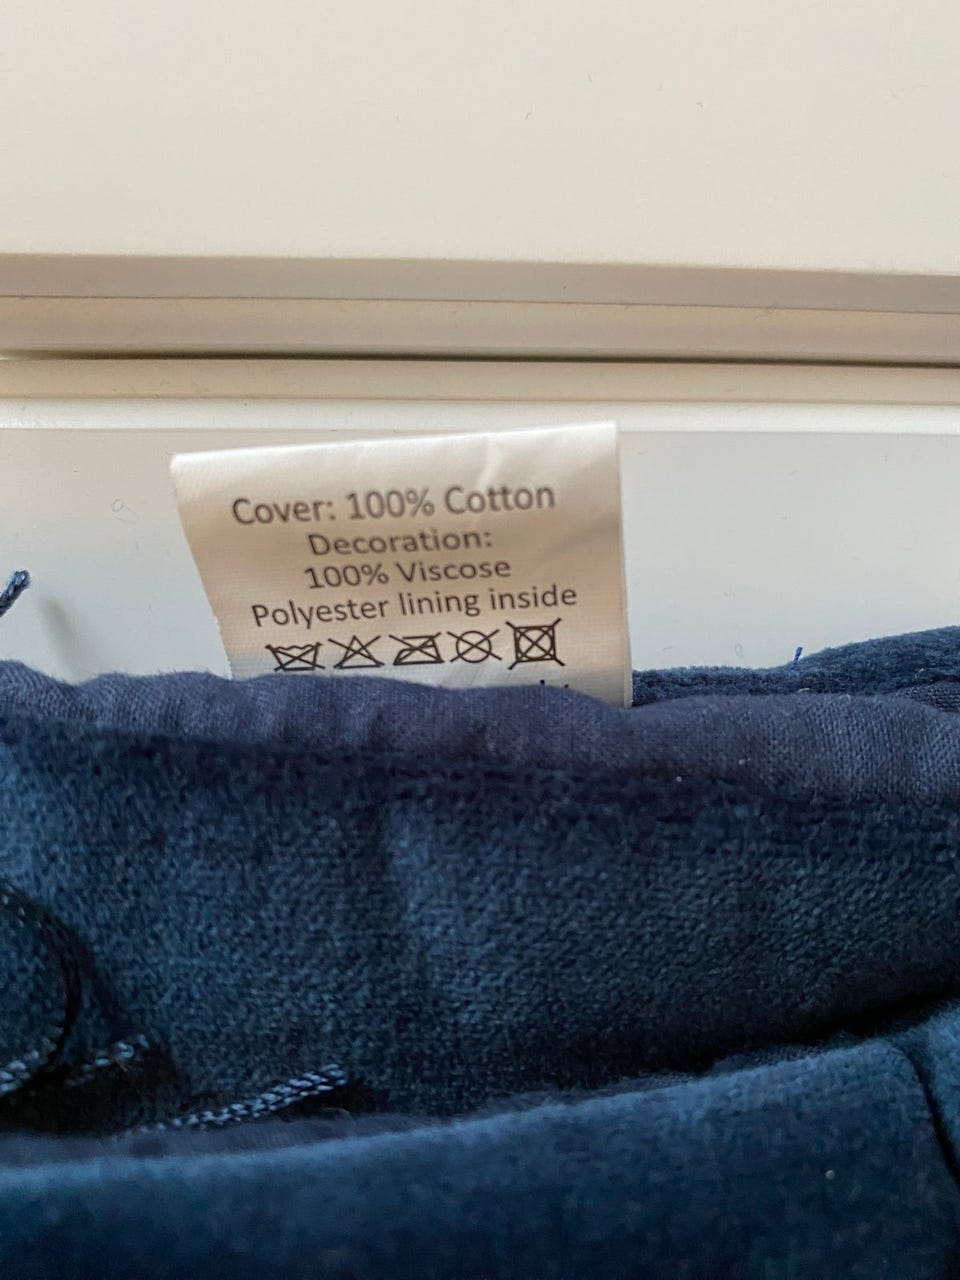 Cover: 100% Cotton
Decoration:
100% Viscose
Polyester lining inside